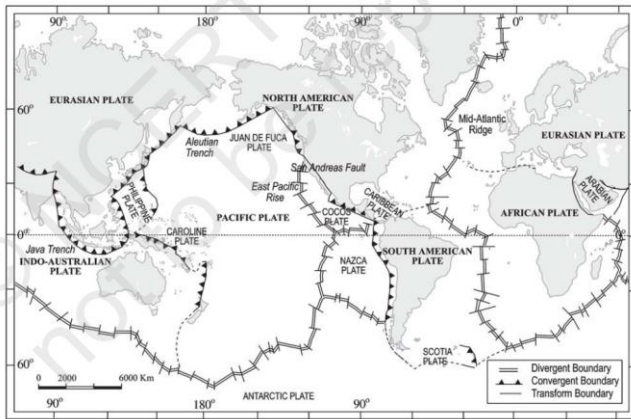 90°
180°
90°
0°
EURASIAN PLATE
NORTH AMERICAN
PLATE
Aleutian
Trench
JUAN DE FUCA
PLATE
Mid-Atlantic
Ridge
EURASIAN PLATE
60°
San Andreas Fault
East Pacific
Rise
PHILIPPINE
PLATE
CARIBBEAN
PLATE
ARABIAN
PLATE
PACIFIC PLATE
COCOS
PLATE
AFRICAN PLATE
CAROLINE
PLATE
0°
0°
Java Trench
INDO-AUSTRALIAN
PLATE
NAZCA
PLATE
SOUTH AMERICAN
PLATE
60°
60°
0 2000 6000 Km
SCOTIA
PLATE
ANTARCTIC PLATE
Divergent Boundary
Convergent Boundary
Transform Boundary
90°
180°
90°
0°